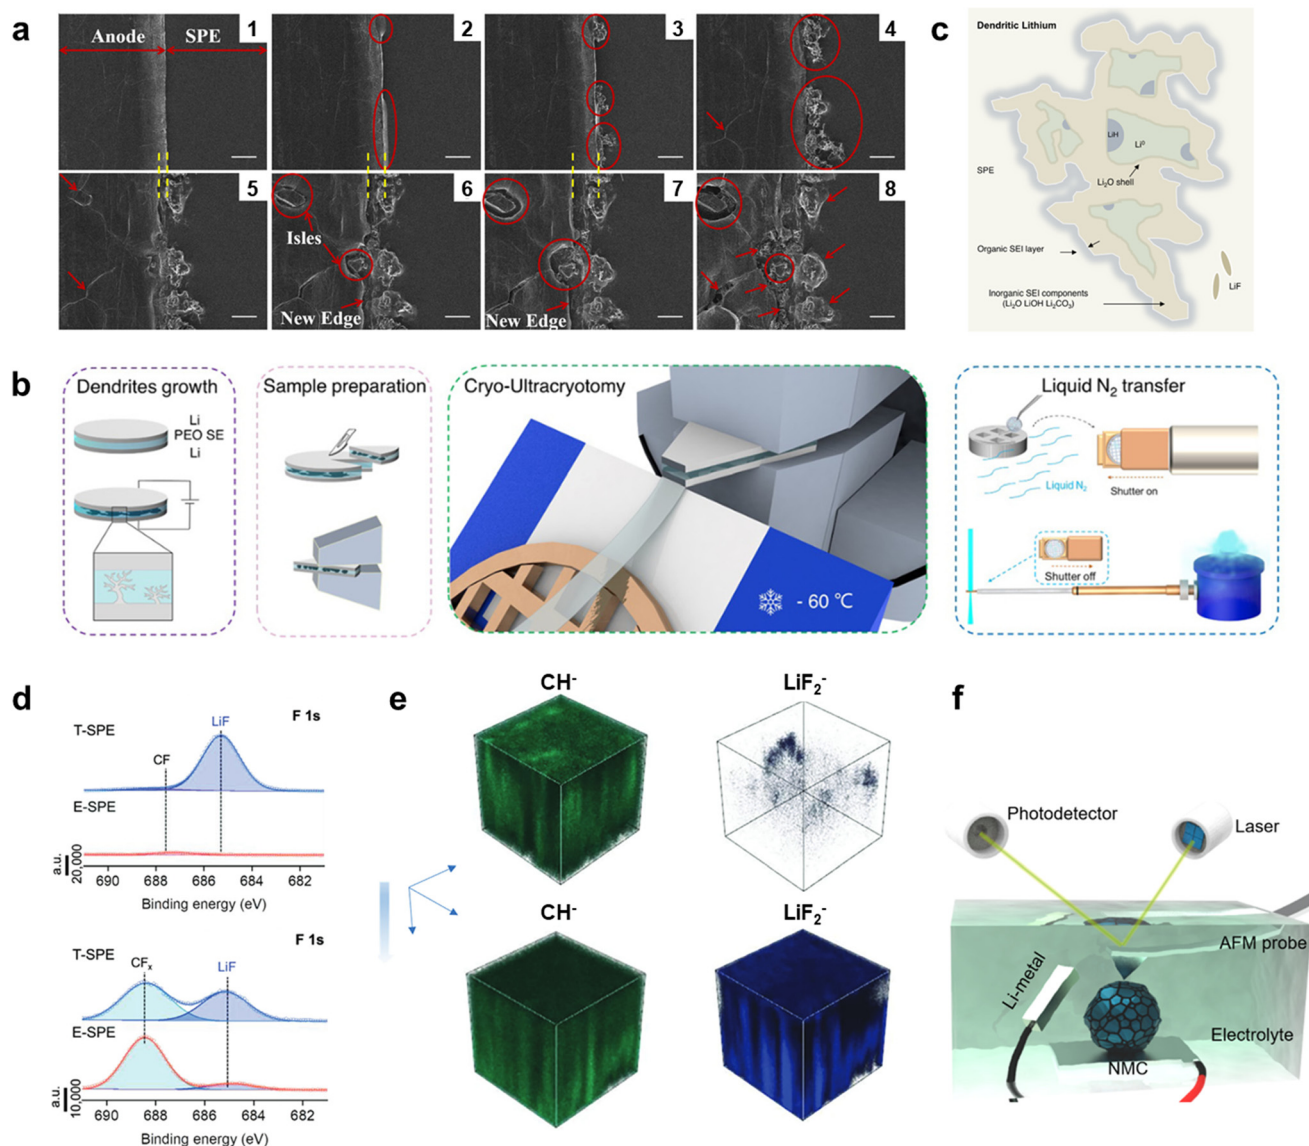 a
Anode
SPE
1
2
3
4
5
Isles
New Edge
6
New Edge
7
8
c
Dendritic Lithium
LiH
Li⁰
SPE
Li₂O shell
Organic SEI layer
Inorganic SEI components
(Li₂O LiOH Li₂CO₃)
LiF
b
Dendrites growth
Li
PEO SE
Li
Sample preparation
Cryo-Ultracryotomy
- 60 ℃
Liquid N₂ transfer
Liquid N₂
Shutter on
Shutter off
d
F 1s
T-SPE
LiF
CF
E-SPE
a.u.
20,000
690 688 686 684 682
Binding energy (eV)
F 1s
T-SPE
CFₓ
LiF
E-SPE
a.u.
10,000
690 688 686 684 682
Binding energy (eV)
e
CH⁻
LiF₂⁻
CH⁻
LiF₂⁻
f
Photodetector
Laser
AFM probe
Li-metal
Electrolyte
NMC